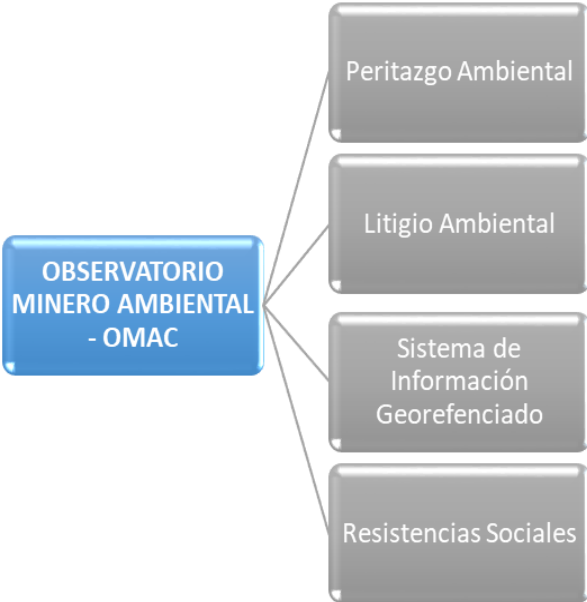 Peritazgo Ambiental
Litigio Ambiental
OBSERVATORIO
MINERO AMBIENTAL
- OMAC
Sistema de
Información
Georefenciado
Resistencias Sociales